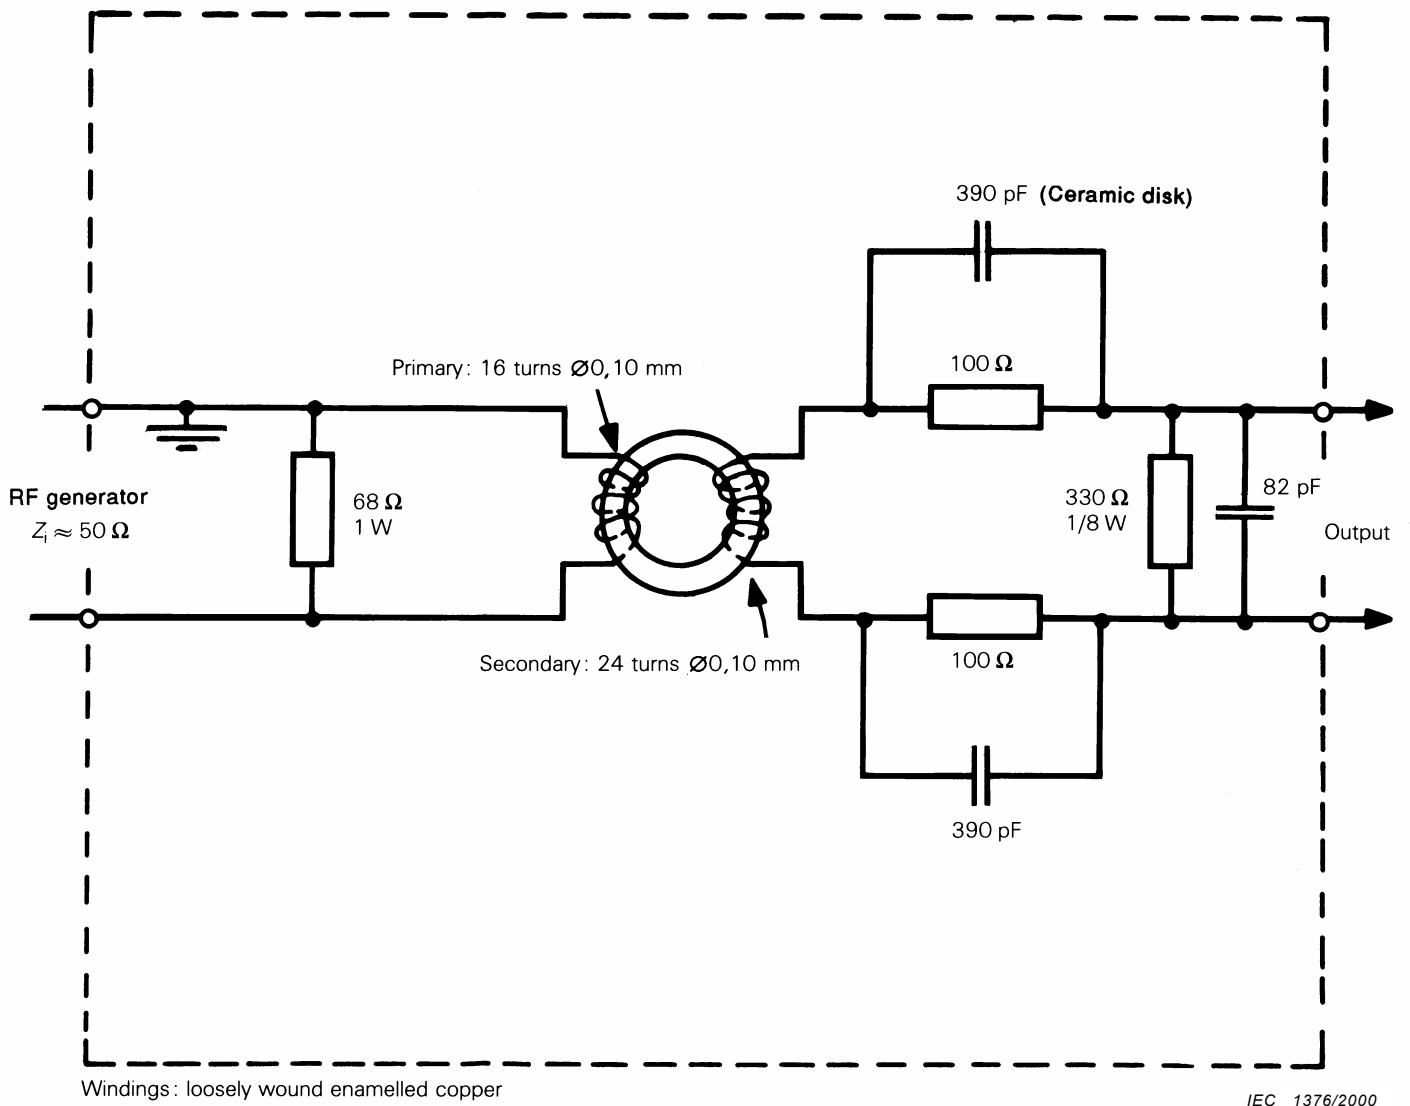 390 pF (Ceramic disk)
Primary: 16 turns Ø0,10 mm
100 Ω
RF generator
Zi ≈ 50 Ω
68 Ω
1 W
330 Ω
1/8 W
82 pF
Output
Secondary: 24 turns Ø0,10 mm
100 Ω
390 pF
Windings: loosely wound enamelled copper
IEC 1376/2000